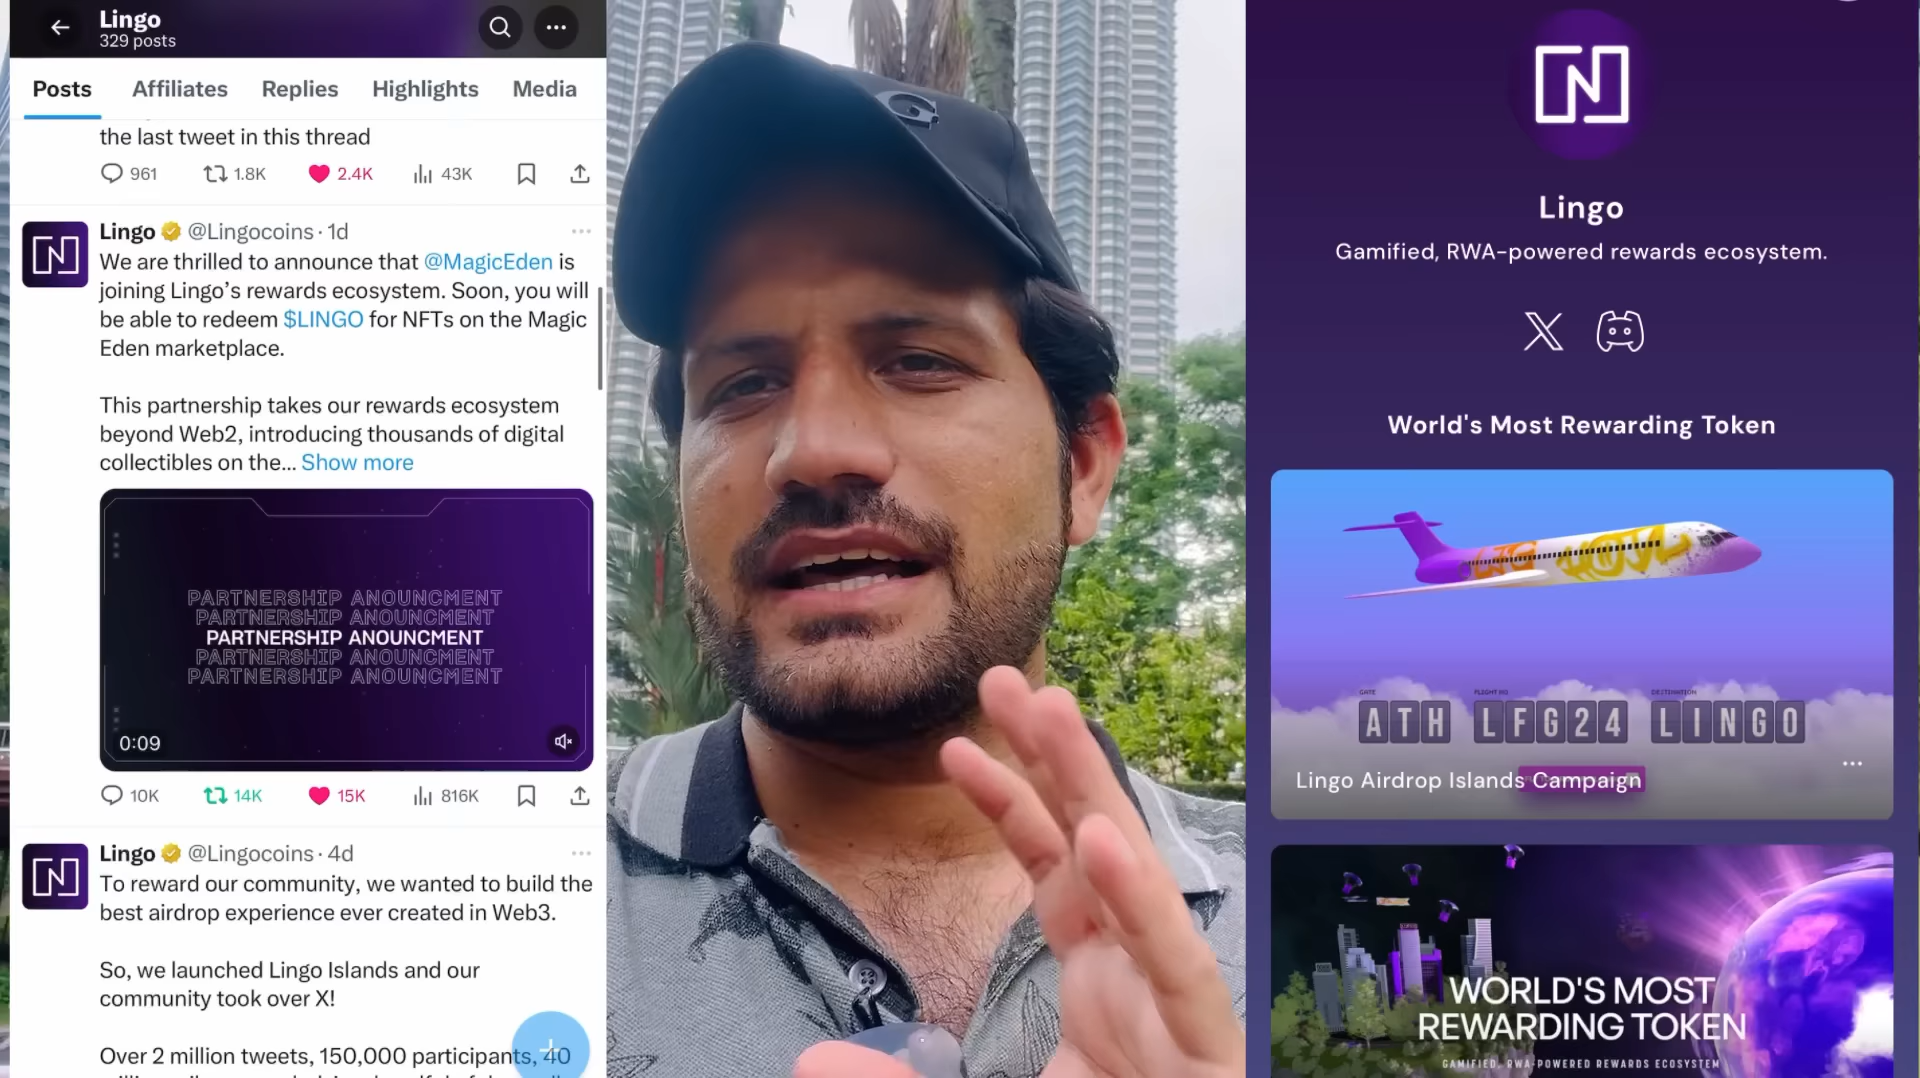 Lingo
329 posts
Posts Affiliates Replies Highlights Media
the last tweet in this thread
961 1.8K 2.4K 43K
Lingo @Lingocoins · 1d
We are thrilled to announce that @MagicEden is
joining Lingo’s rewards ecosystem. Soon, you will
be able to redeem $LINGO for NFTs on the Magic
Eden marketplace.
This partnership takes our rewards ecosystem
beyond Web2, introducing thousands of digital
collectibles on the... Show more
PARTNERSHIP ANOUNCMENT
PARTNERSHIP ANOUNCMENT
PARTNERSHIP ANOUNCMENT
PARTNERSHIP ANOUNCMENT
PARTNERSHIP ANOUNCMENT
0:09
10K 14K 15K 816K
Lingo @Lingocoins · 4d
To reward our community, we wanted to build the
best airdrop experience ever created in Web3.
So, we launched Lingo Islands and our
community took over X!
Over 2 million tweets, 150,000 participants, 40
G
Lingo
Gamified, RWA-powered rewards ecosystem.
World's Most Rewarding Token
GATE FLIGHT NO. DESTINATION
ATH LFG24 LINGO
Lingo Airdrop Islands Campaign
WORLD'S MOST
REWARDING TOKEN
GAMIFIED, RWA-POWERED REWARDS ECOSYSTEM